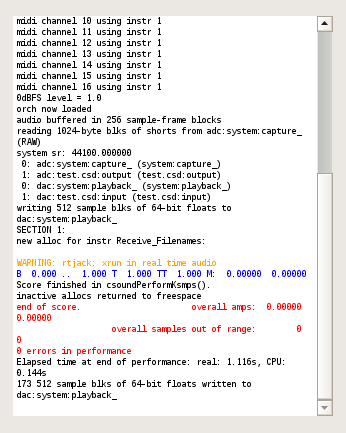 midi channel 10 using instr 1
midi channel 11 using instr 1
midi channel 12 using instr 1
midi channel 13 using instr 1
midi channel 14 using instr 1
midi channel 15 using instr 1
midi channel 16 using instr 1
0dBFS level = 1.0
orch now loaded
audio buffered in 256 sample-frame blocks
reading 1024-byte blks of shorts from adc:system:capture_
(RAW)
system sr: 44100.000000
0: adc:system:capture_ (system:capture_)
1: adc:test.csd:output (test.csd:output)
0: dac:system:playback_ (system:playback_)
1: dac:test.csd:input (test.csd:input)
writing 512 sample blks of 64-bit floats to
dac:system:playback_
SECTION 1:
new alloc for instr Receive_Filenames:
WARNING: rtjack: xrun in real time audio
B 0.000 .. 1.000 T 1.000 TT 1.000 M: 0.00000 0.00000
Score finished in csoundPerformKsmps().
inactive allocs returned to freespace
end of score. overall amps: 0.00000
0.00000
overall samples out of range: 0
0
0 errors in performance
Elapsed time at end of performance: real: 1.116s, CPU:
0.144s
173 512 sample blks of 64-bit floats written to
dac:system:playback_